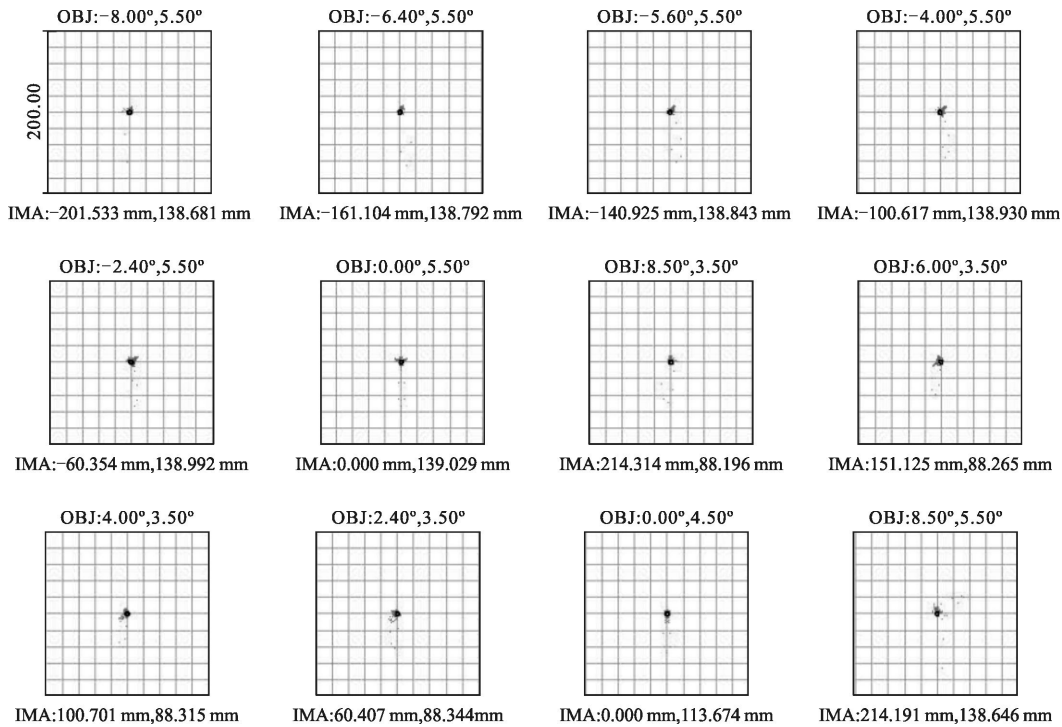 OBJ:−8.00°,5.50° OBJ:−6.40°,5.50° OBJ:−5.60°,5.50° OBJ:−4.00°,5.50°
200.00
IMA:−201.533 mm,138.681 mm IMA:−161.104 mm,138.792 mm IMA:−140.925 mm,138.843 mm IMA:−100.617 mm,138.930 mm
OBJ:−2.40°,5.50° OBJ:0.00°,5.50° OBJ:8.50°,3.50° OBJ:6.00°,3.50°
IMA:−60.354 mm,138.992 mm IMA:0.000 mm,139.029 mm IMA:214.314 mm,88.196 mm IMA:151.125 mm,88.265 mm
OBJ:4.00°,3.50° OBJ:2.40°,3.50° OBJ:0.00°,4.50° OBJ:8.50°,5.50°
IMA:100.701 mm,88.315 mm IMA:60.407 mm,88.344mm IMA:0.000 mm,113.674 mm IMA:214.191 mm,138.646 mm